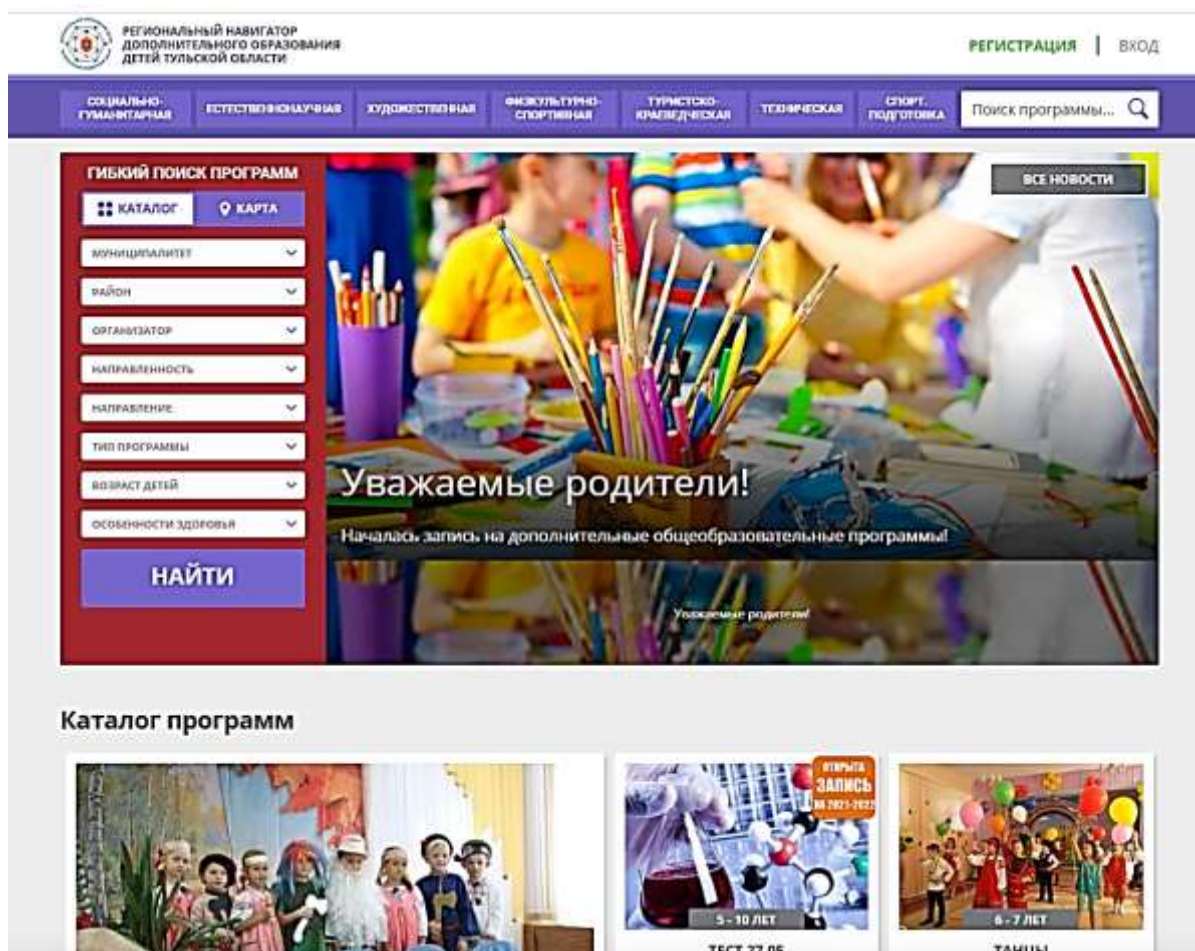 РЕГИОНАЛЬНЫЙ НАВИГАТОР
ДОПОЛНИТЕЛЬНОГО ОБРАЗОВАНИЯ
ДЕТЕЙ ТУЛЬСКОЙ ОБЛАСТИ
РЕГИСТРАЦИЯ | ВХОД
СОЦИАЛЬНО-
ГУМАНИТАРНАЯ
ЕСТЕСТВЕННОНАУЧНАЯ
ХУДОЖЕСТВЕННАЯ
ФИЗКУЛЬТУРНО-
СПОРТИВНАЯ
ТУРИСТСКО-
КРАЕВЕДЧЕСКАЯ
ТЕХНИЧЕСКАЯ
СПОРТ.
ПОДГОТОВКА
Поиск программы...
ГИБКИЙ ПОИСК ПРОГРАММ
КАТАЛОГ
КАРТА
МУНИЦИПАЛИТЕТ
РАЙОН
ОРГАНИЗАТОР
НАПРАВЛЕННОСТЬ
НАПРАВЛЕНИЕ
ТИП ПРОГРАММЫ
ВОЗРАСТ ДЕТЕЙ
ОСОБЕННОСТИ ЗДОРОВЬЯ
НАЙТИ
ВСЕ НОВОСТИ
Уважаемые родители!
Началась запись на дополнительные общеобразовательные программы!
Уважаемые родители!
Каталог программ
ОТКРЫТА
ЗАПИСЬ
НА 2021-2022
5 - 10 ЛЕТ
ТЕСТ 27.05
6 - 7 ЛЕТ
ТАНЦЫ